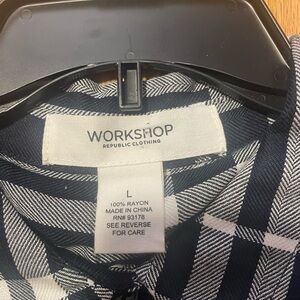 WORKSHOP
REPUBLIC CLOTHING
L
100% RAYON
MADE IN CHINA
RN# 93178
SEE REVERSE
FOR CARE